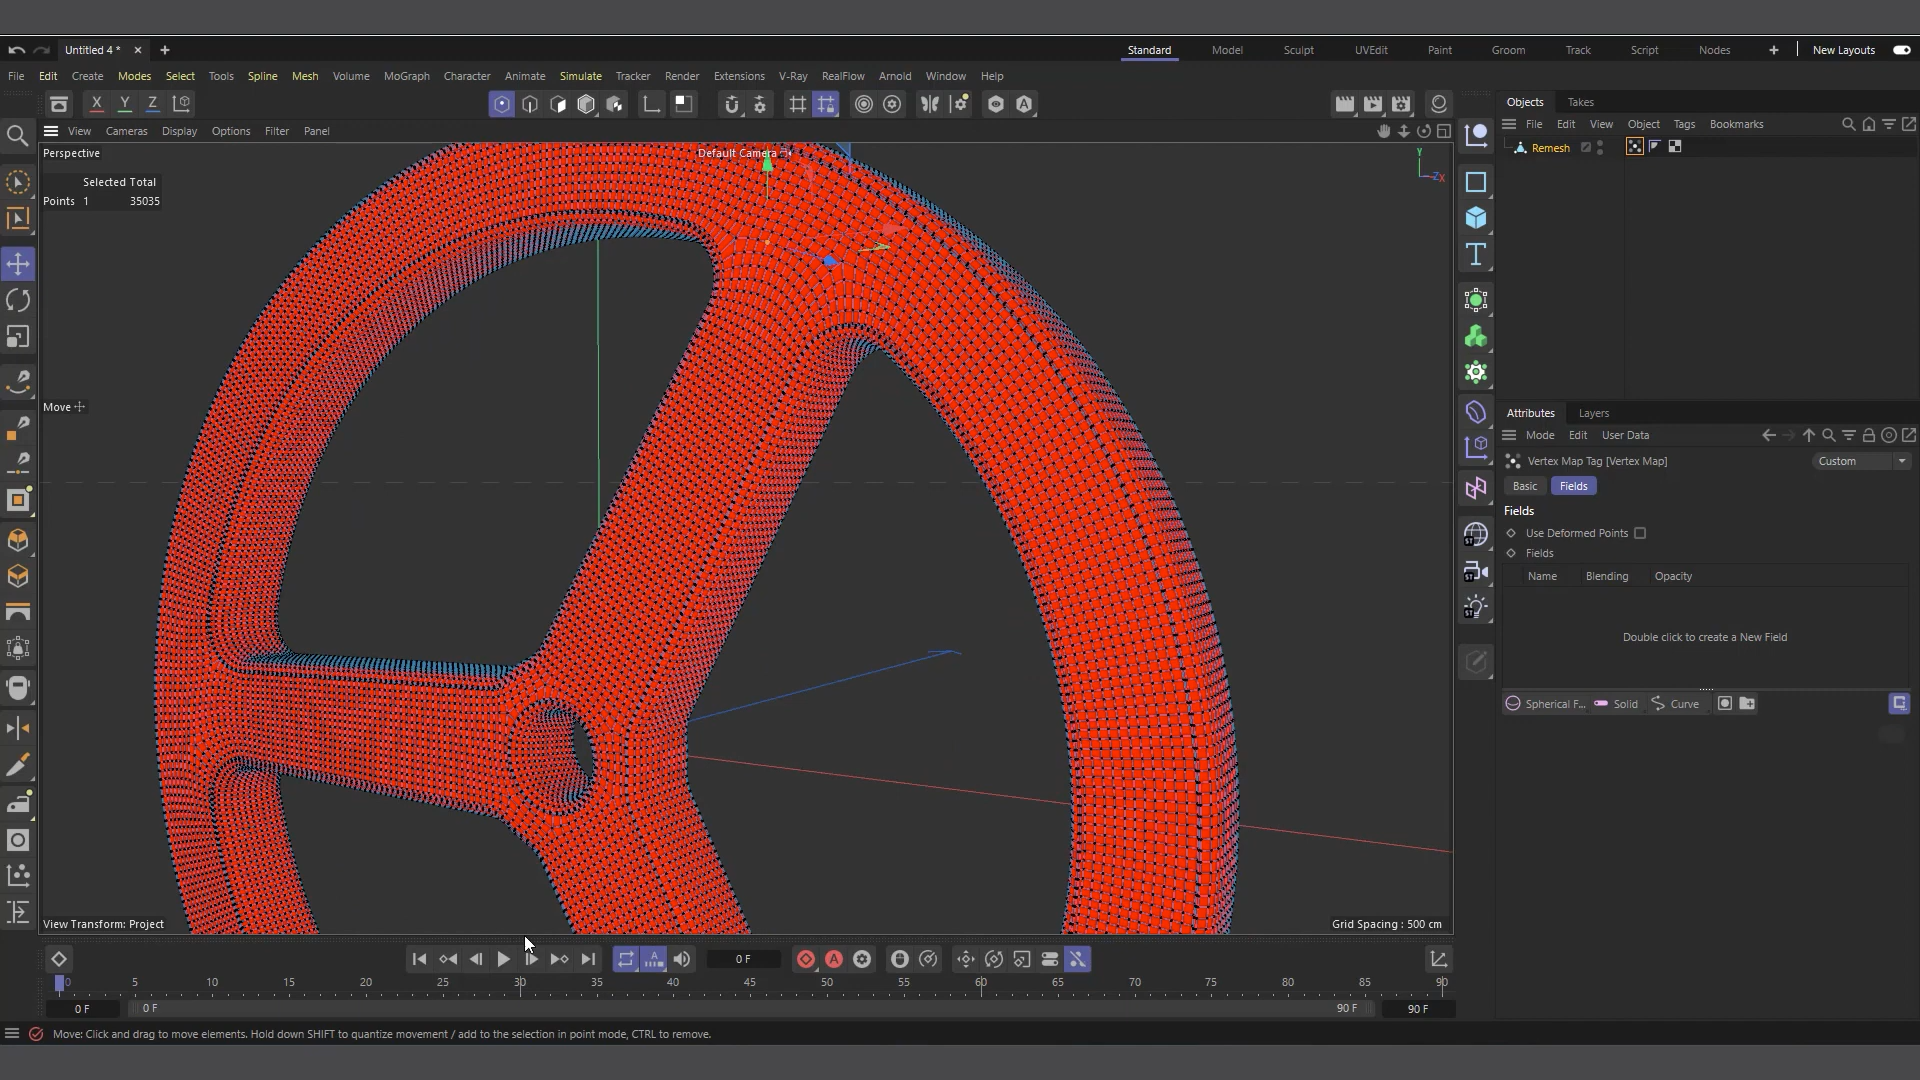 Untitled 4 *
Standard
Model
Sculpt
UVEdit
Paint
Groom
Track
Script
Nodes
New Layouts
File Edit Create Modes Select Tools Spline Mesh Volume MoGraph Character Animate Simulate Tracker Render Extensions V-Ray RealFlow Arnold Window Help
X Y Z
Objects Takes
View Cameras Display Options Filter Panel
File Edit View Object Tags Bookmarks
Perspective
Default Camera
Remesh
Y
Z X
Selected Total
Points 1 35035
Move
Attributes Layers
Mode Edit User Data
Vertex Map Tag [Vertex Map]
Custom
Basic Fields
Fields
Use Deformed Points
Fields
Name Blending Opacity
Double click to create a New Field
Spherical F... Solid Curve
View Transform: Project
Grid Spacing : 500 cm
0 F
0 5 10 15 20 25 30 35 40 45 50 55 60 65 70 75 80 85 90
0 F 0 F 90 F 90 F
Move: Click and drag to move elements. Hold down SHIFT to quantize movement / add to the selection in point mode, CTRL to remove.